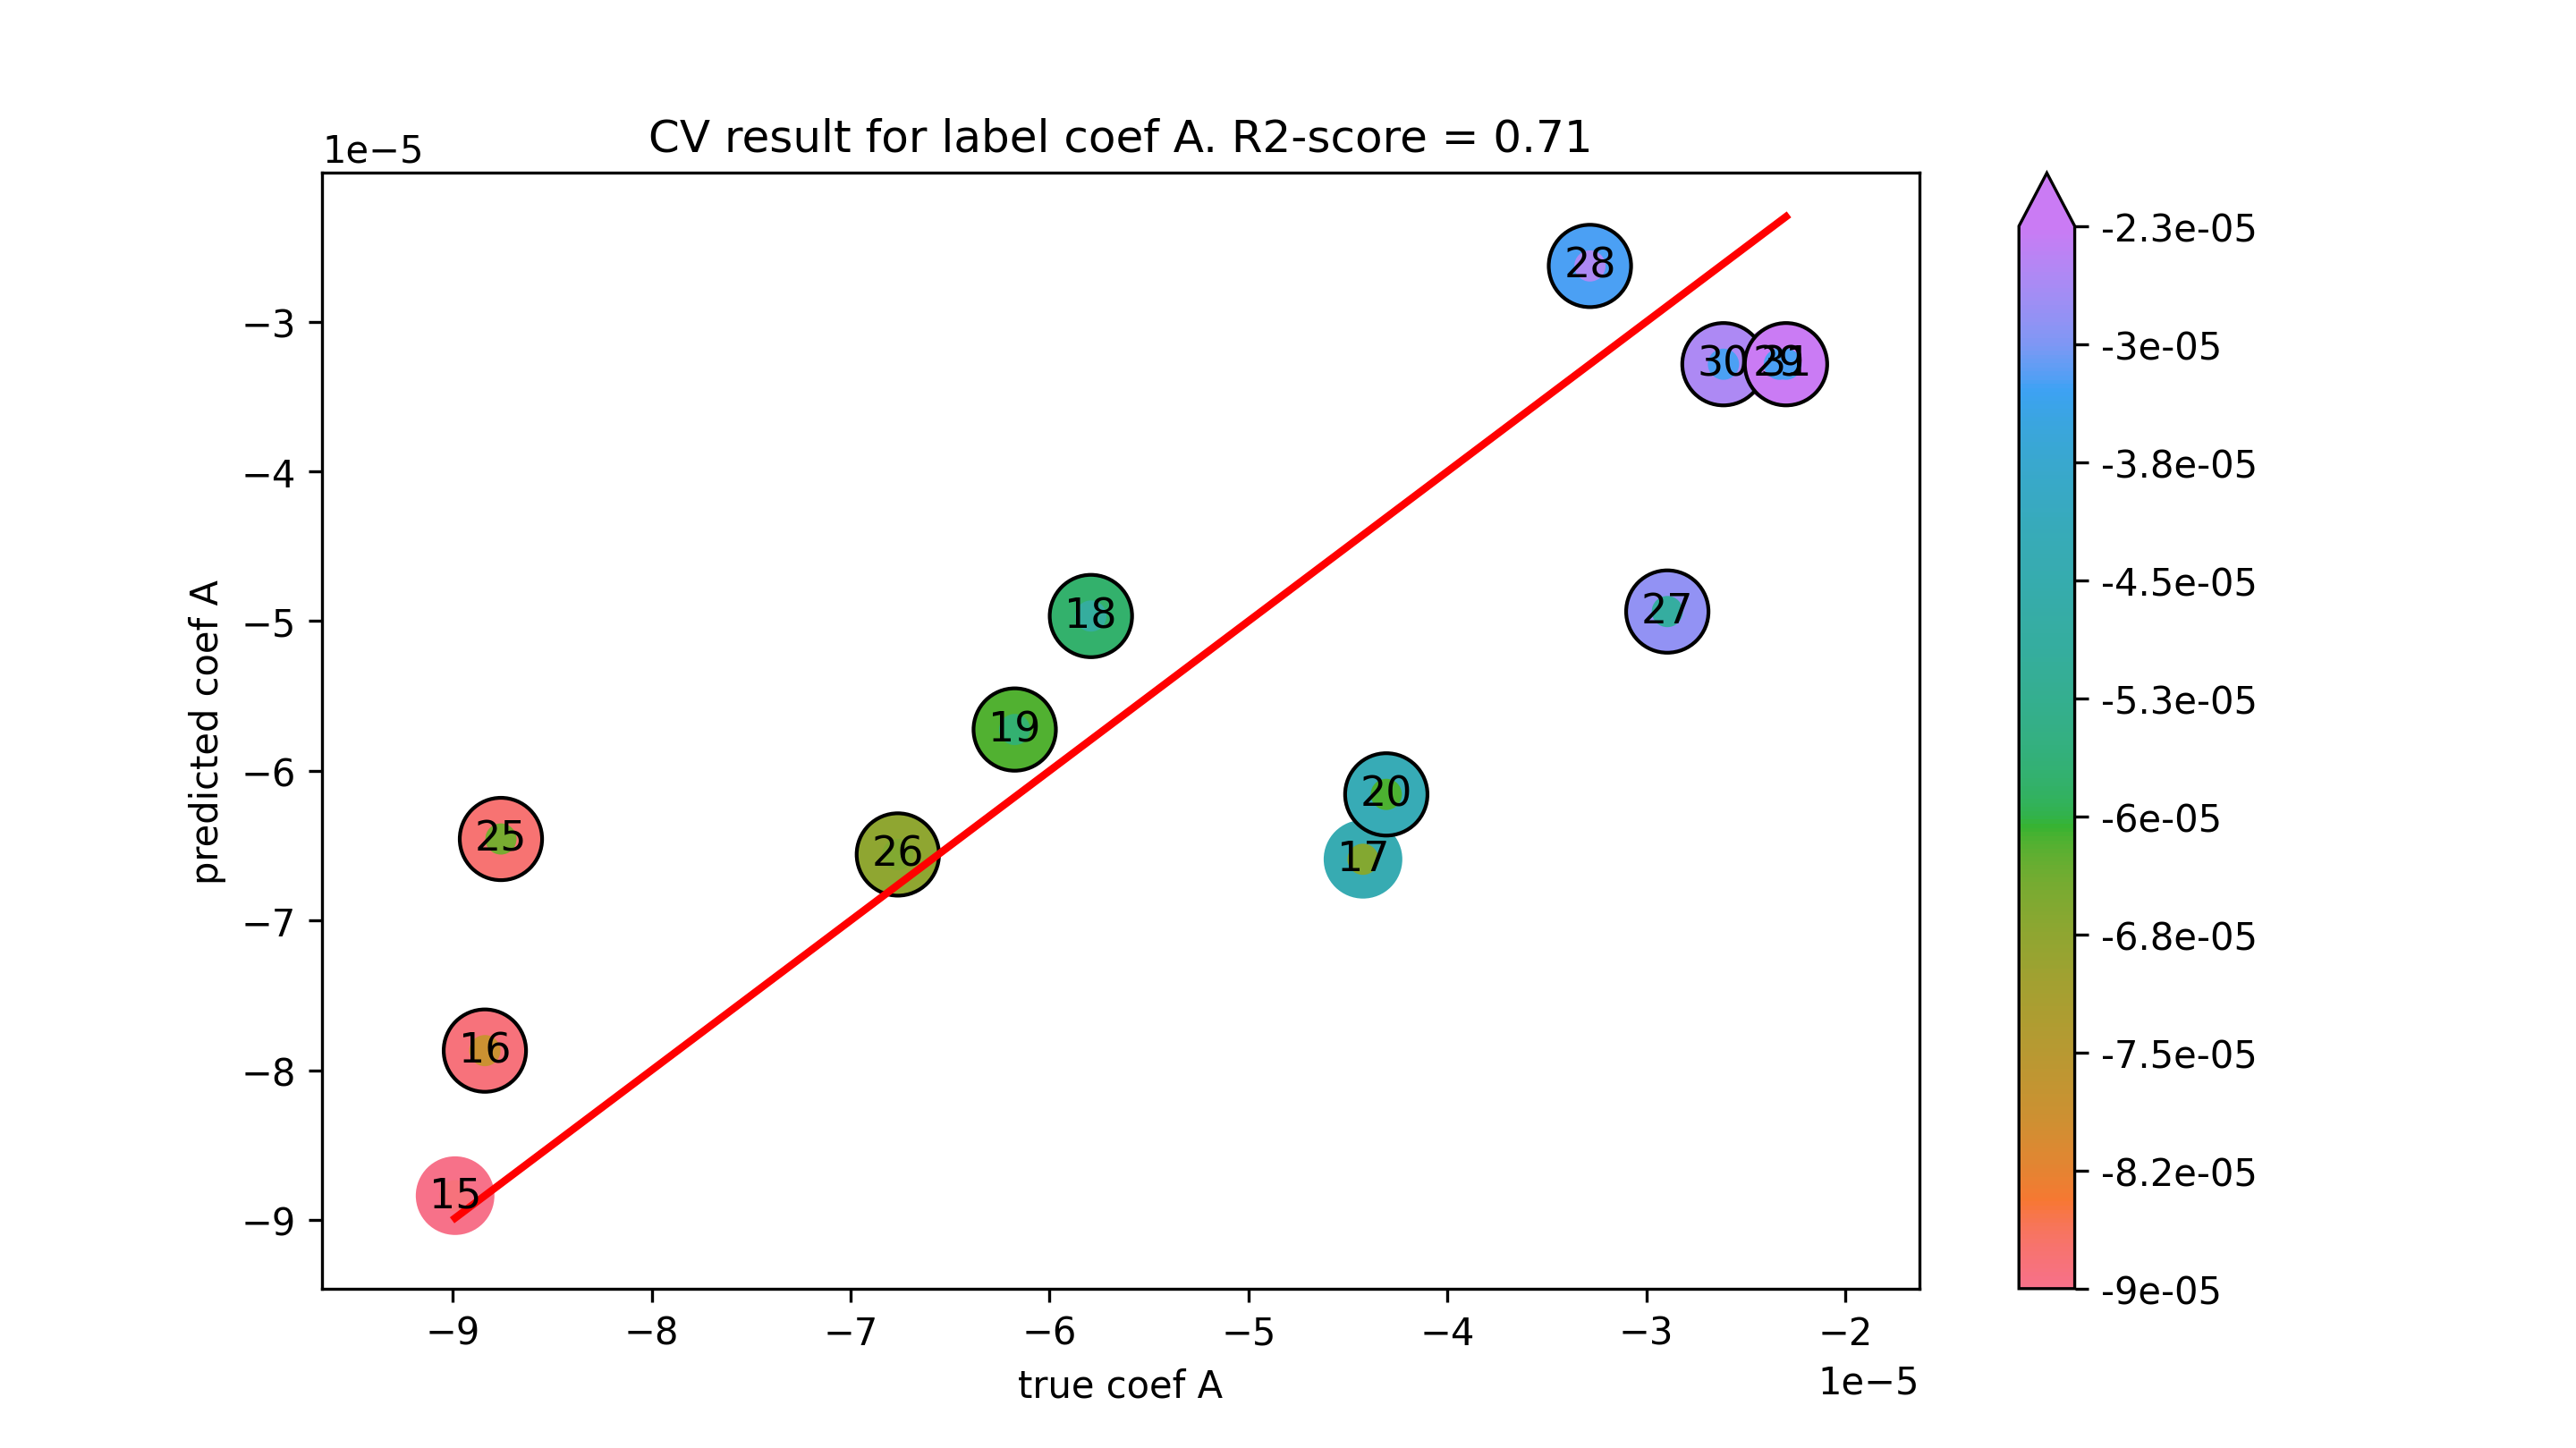 CV result for label coef A. R2-score = 0.71
1e−5
−3
−4
−5
−6
−7
−8
−9
predicted coef A
28
30
27
18
19
20
17
25
26
16
15
−9
−8
−7
−6
−5
−4
−3
−2
1e−5
true coef A
-2.3e-05
-3e-05
-3.8e-05
-4.5e-05
-5.3e-05
-6e-05
-6.8e-05
-7.5e-05
-8.2e-05
-9e-05